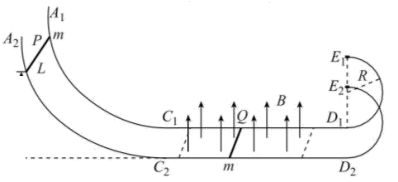 A₁
A₂ P m
L
E₁
R
E₂
C₁ Q B D₁
C₂ m D₂